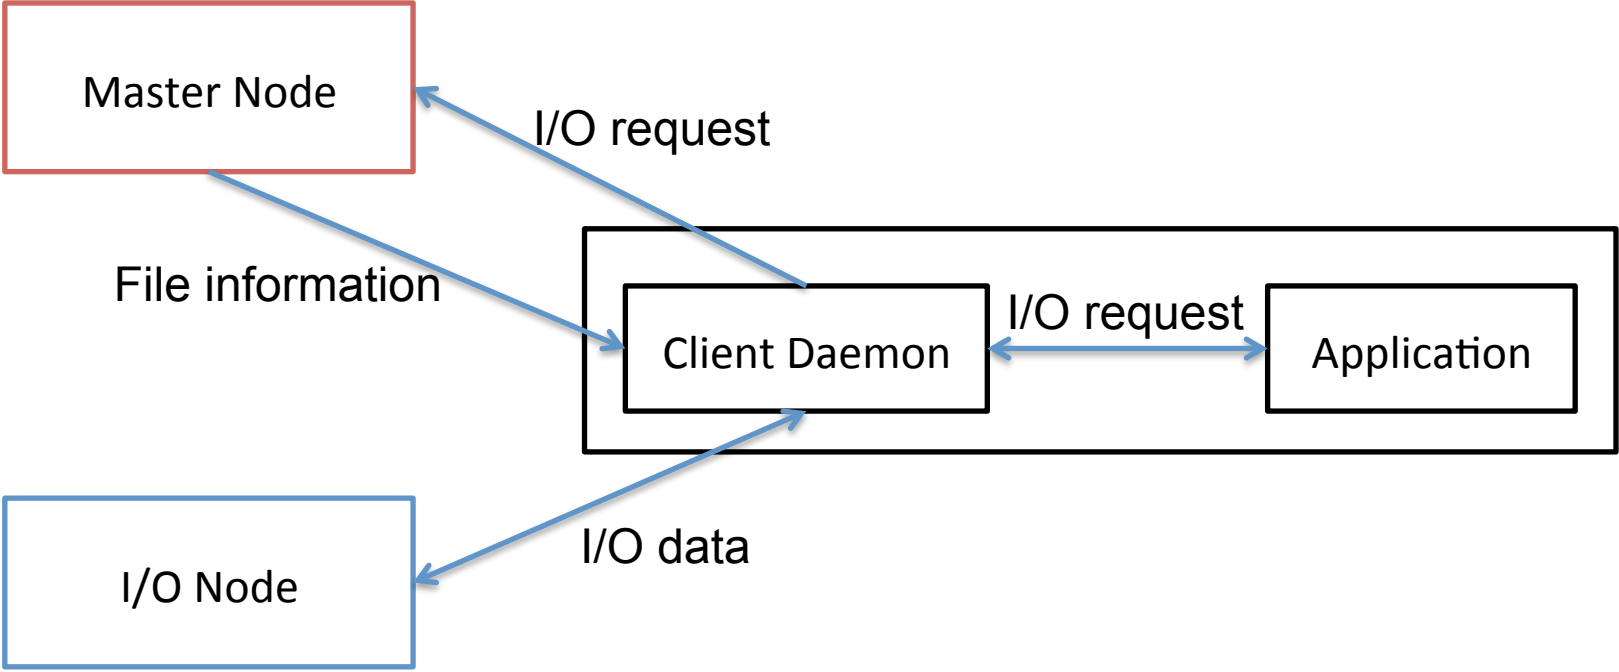 Master Node
I/O request
File information
Client Daemon
I/O request
Application
I/O data
I/O Node